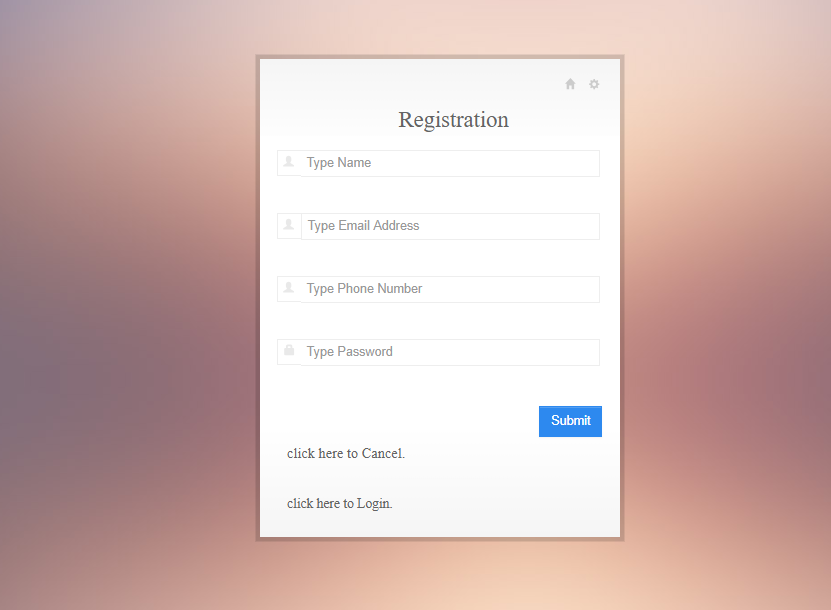 Registration
Type Name
Type Email Address
Type Phone Number
Type Password
Submit
click here to Cancel.
click here to Login.